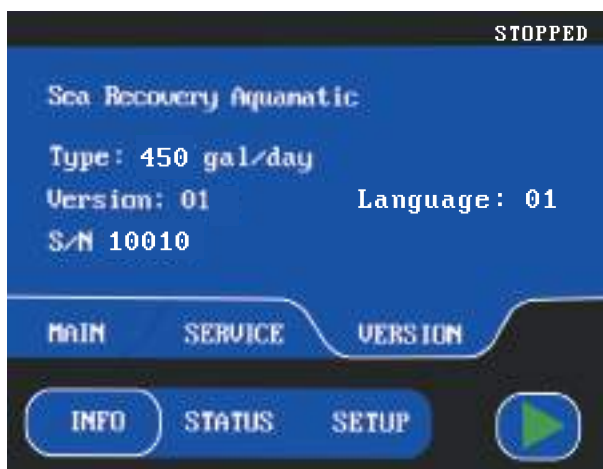 STOPPED
Sea Recovery Aquamatic
Type: 450 gal/day
Version: 01 Language: 01
S/N 10010
MAIN SERVICE VERSION
INFO STATUS SETUP